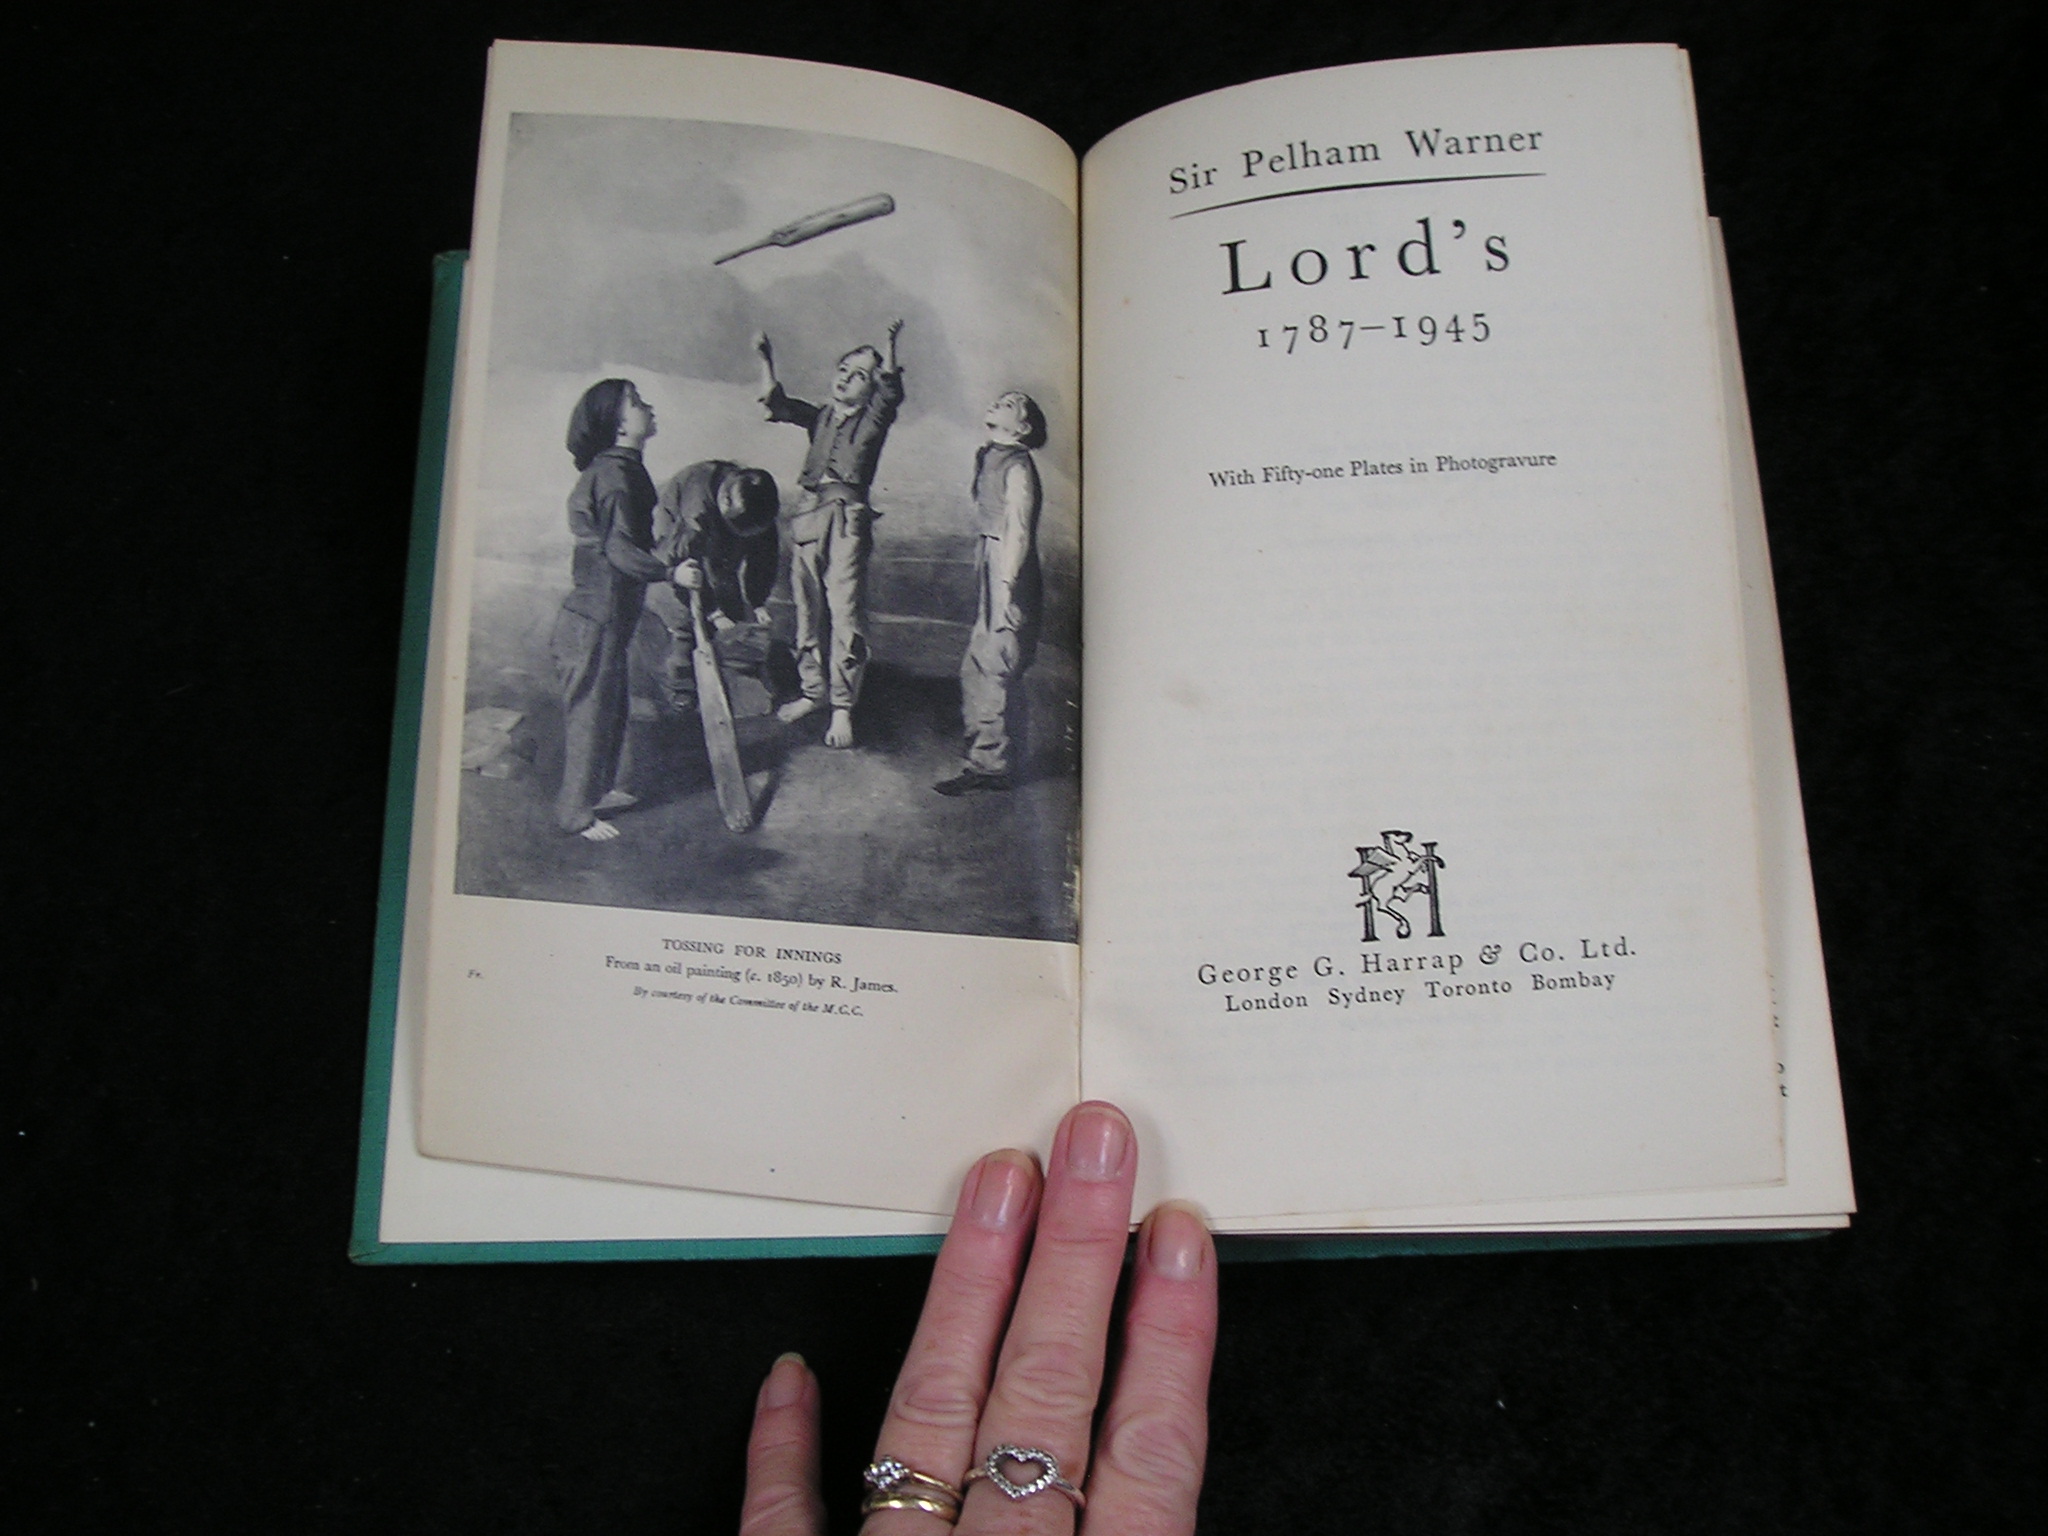 TOSSING FOR INNINGS
From an oil painting (c. 1850) by R. James.
By courtesy of the Committee of the M.C.C.
Fr.
Sir Pelham Warner
Lord's
1787–1945
With Fifty-one Plates in Photogravure
H
George G. Harrap & Co. Ltd.
London Sydney Toronto Bombay